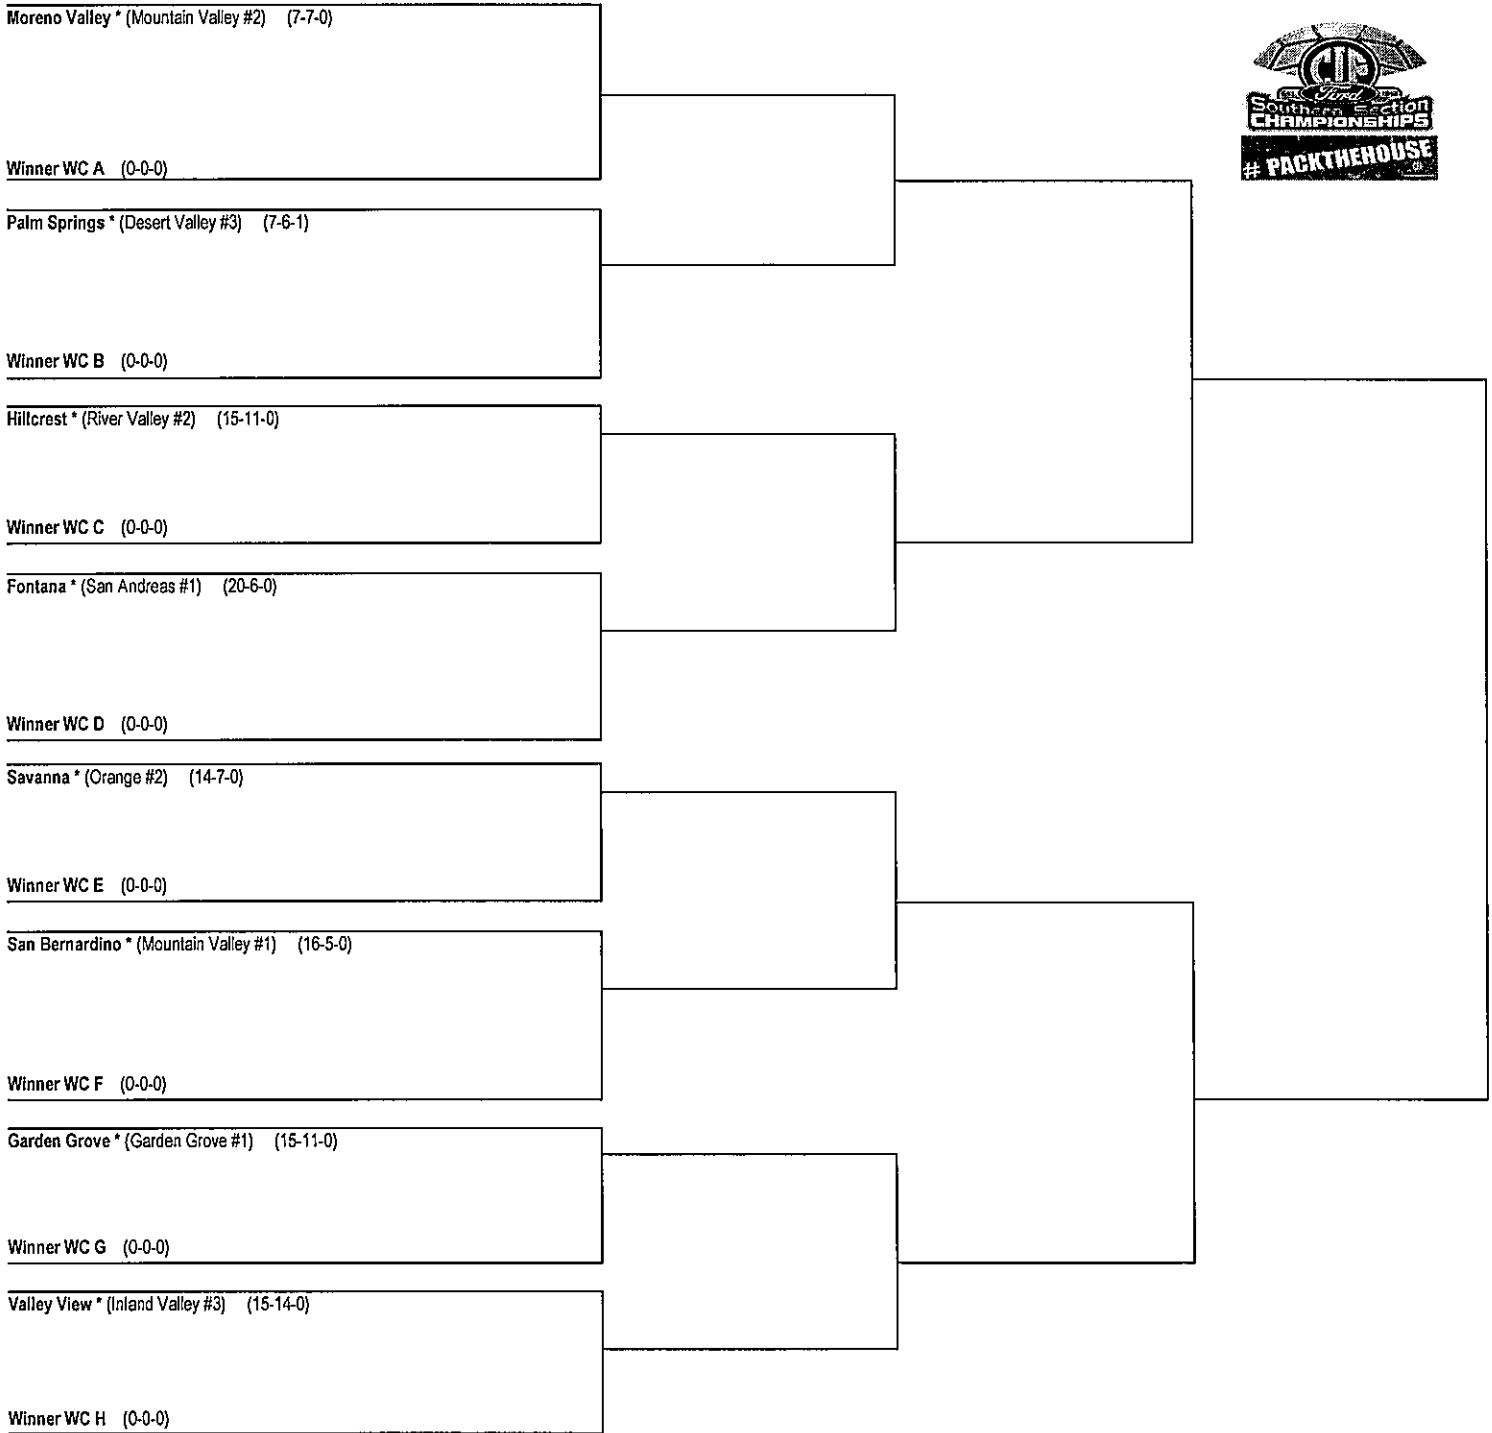 Moreno Valley * (Mountain Valley #2) (7-7-0)
CIF
Ford
Southern Section
CHAMPIONSHIPS
# PACKTHEHOUSE
Winner WC A (0-0-0)
Palm Springs * (Desert Valley #3) (7-6-1)
Winner WC B (0-0-0)
Hillcrest * (River Valley #2) (15-11-0)
Winner WC C (0-0-0)
Fontana * (San Andreas #1) (20-6-0)
Winner WC D (0-0-0)
Savanna * (Orange #2) (14-7-0)
Winner WC E (0-0-0)
San Bernardino * (Mountain Valley #1) (16-5-0)
Winner WC F (0-0-0)
Garden Grove * (Garden Grove #1) (15-11-0)
Winner WC G (0-0-0)
Valley View * (Inland Valley #3) (15-14-0)
Winner WC H (0-0-0)